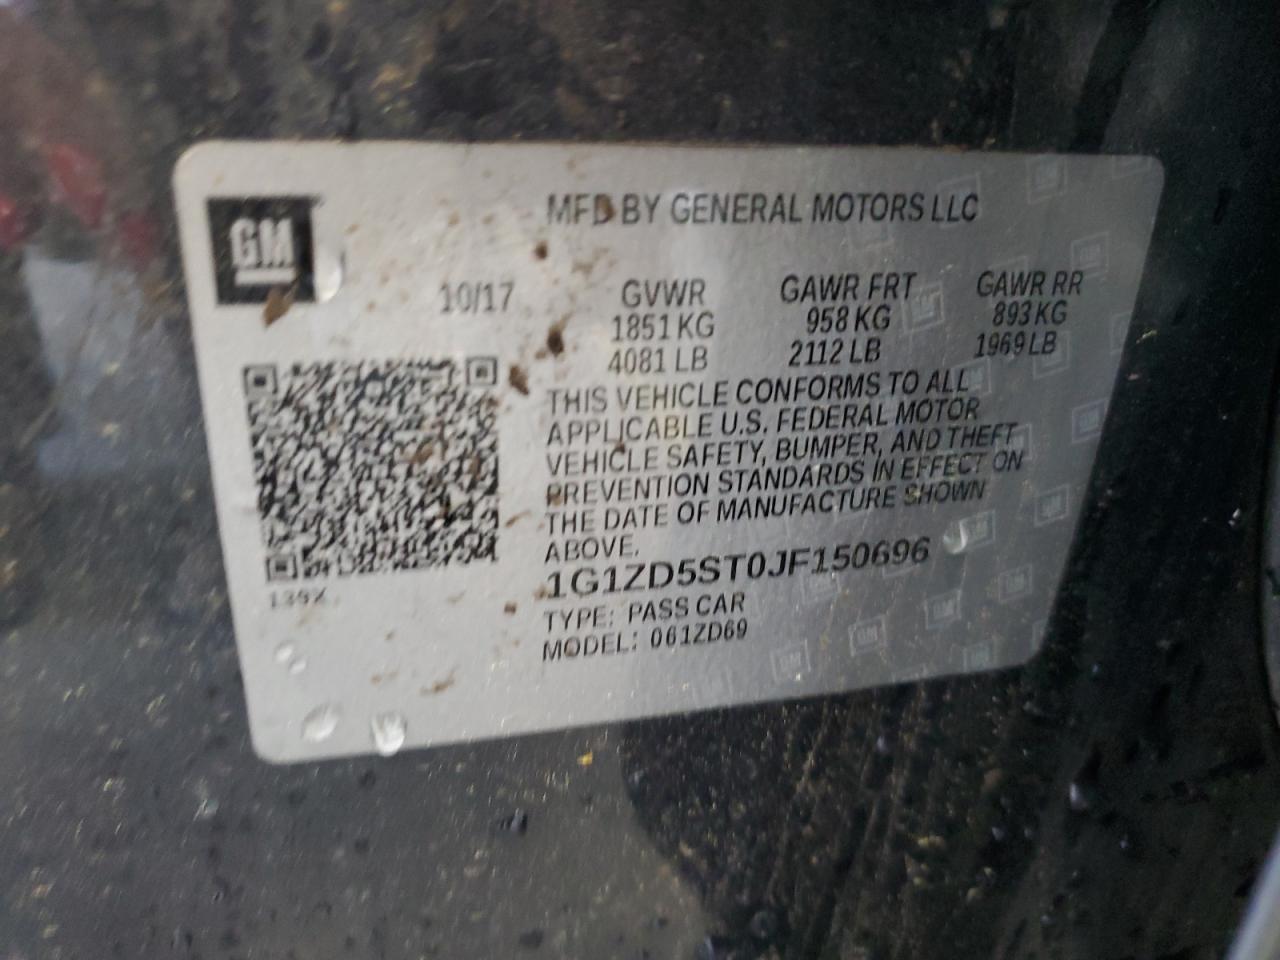 GM
MFD BY GENERAL MOTORS LLC
10/17
GVWR GAWR FRT GAWR RR
1851 KG 958 KG 893 KG
4081 LB 2112 LB 1969 LB
THIS VEHICLE CONFORMS TO ALL
APPLICABLE U.S. FEDERAL MOTOR
VEHICLE SAFETY, BUMPER, AND THEFT
PREVENTION STANDARDS IN EFFECT ON
THE DATE OF MANUFACTURE SHOWN
ABOVE.
1G1ZD5ST0JF150696
TYPE: PASS CAR
MODEL: 061ZD69